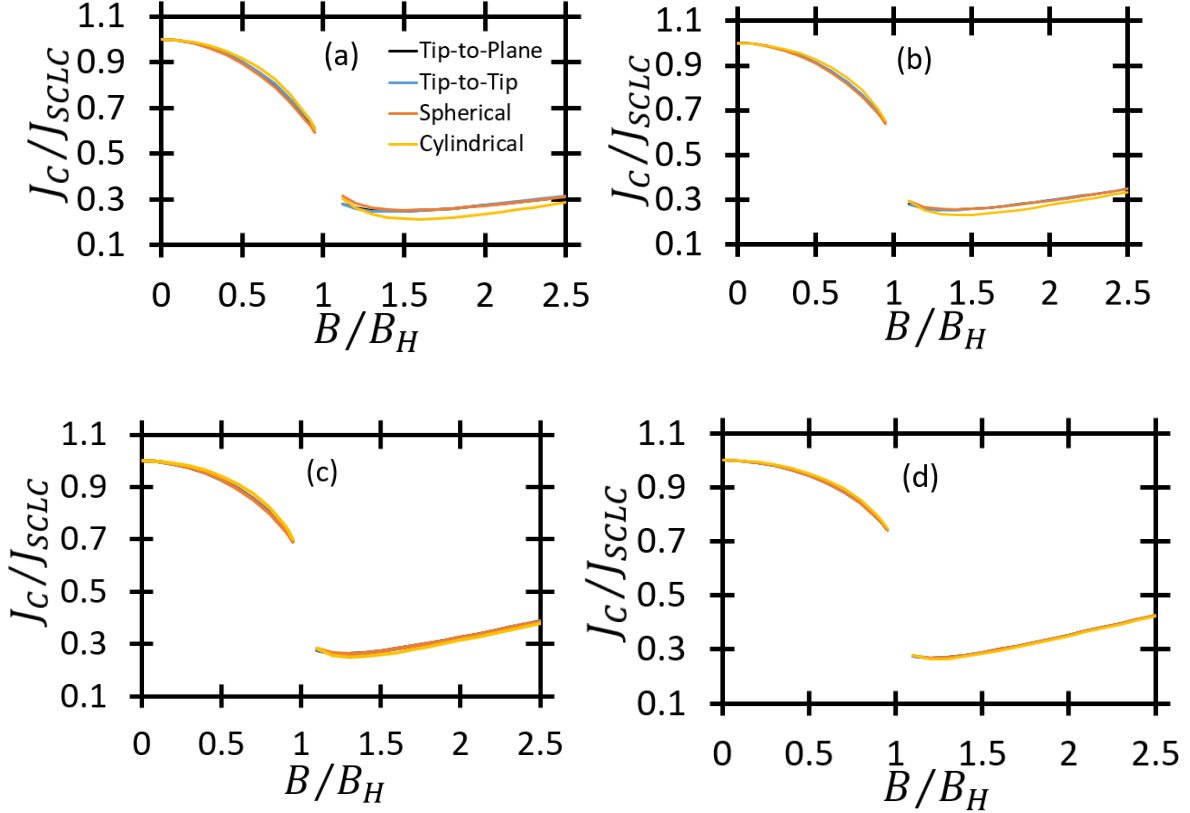 1.1
0.9
0.7
0.5
0.3
0.1
J_C/J_SCLC
(a)
Tip-to-Plane
Tip-to-Tip
Spherical
Cylindrical
0 0.5 1 1.5 2 2.5
B/B_H
1.1
0.9
0.7
0.5
0.3
0.1
J_C/J_SCLC
(b)
0 0.5 1 1.5 2 2.5
B/B_H
1.1
0.9
0.7
0.5
0.3
0.1
J_C/J_SCLC
(c)
0 0.5 1 1.5 2 2.5
B/B_H
1.1
0.9
0.7
0.5
0.3
0.1
J_C/J_SCLC
(d)
0 0.5 1 1.5 2 2.5
B/B_H